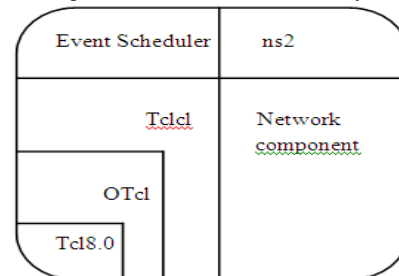 Event Scheduler
ns2
Tclcl
Network
component
OTcl
Tcl8.0